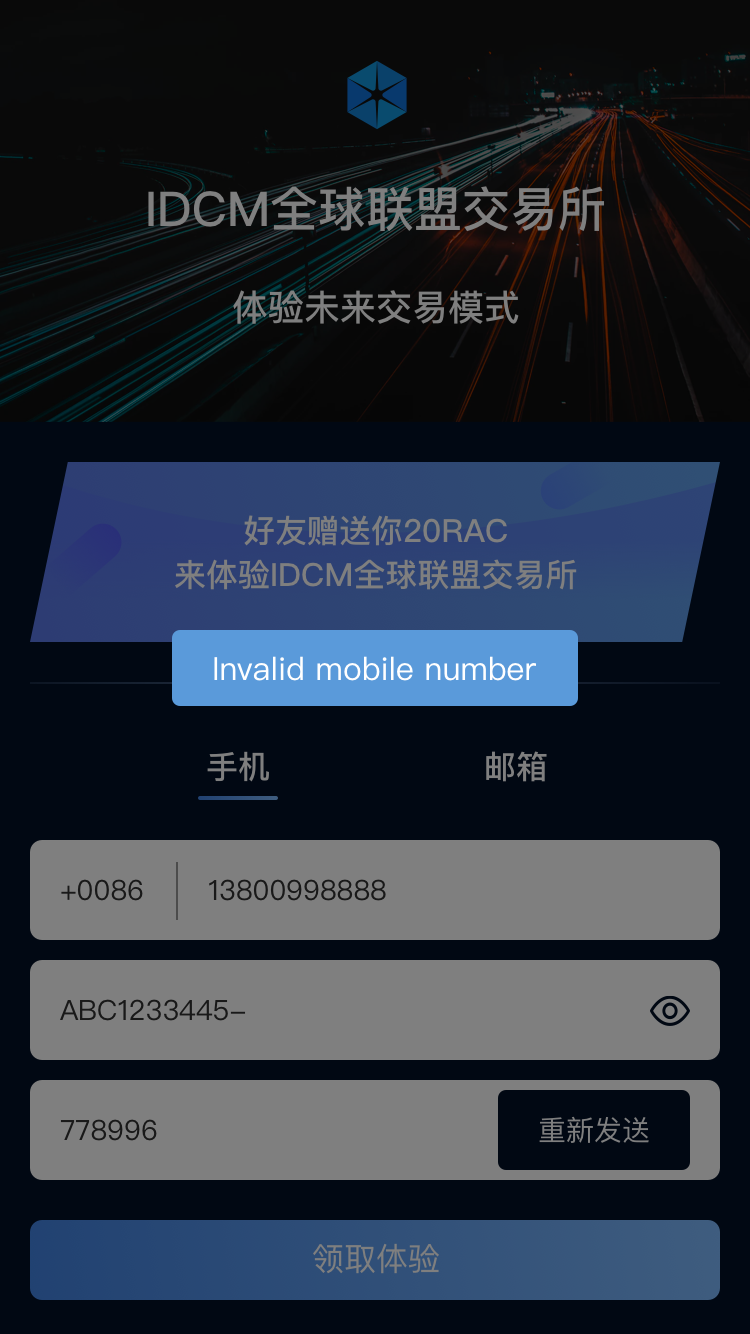 IDCM全球联盟交易所
体验未来交易模式
好友赠送你20RAC
来体验IDCM全球联盟交易所
Invalid mobile number
手机 邮箱
+0086 13800998888
ABC1233445–
778996 重新发送
领取体验